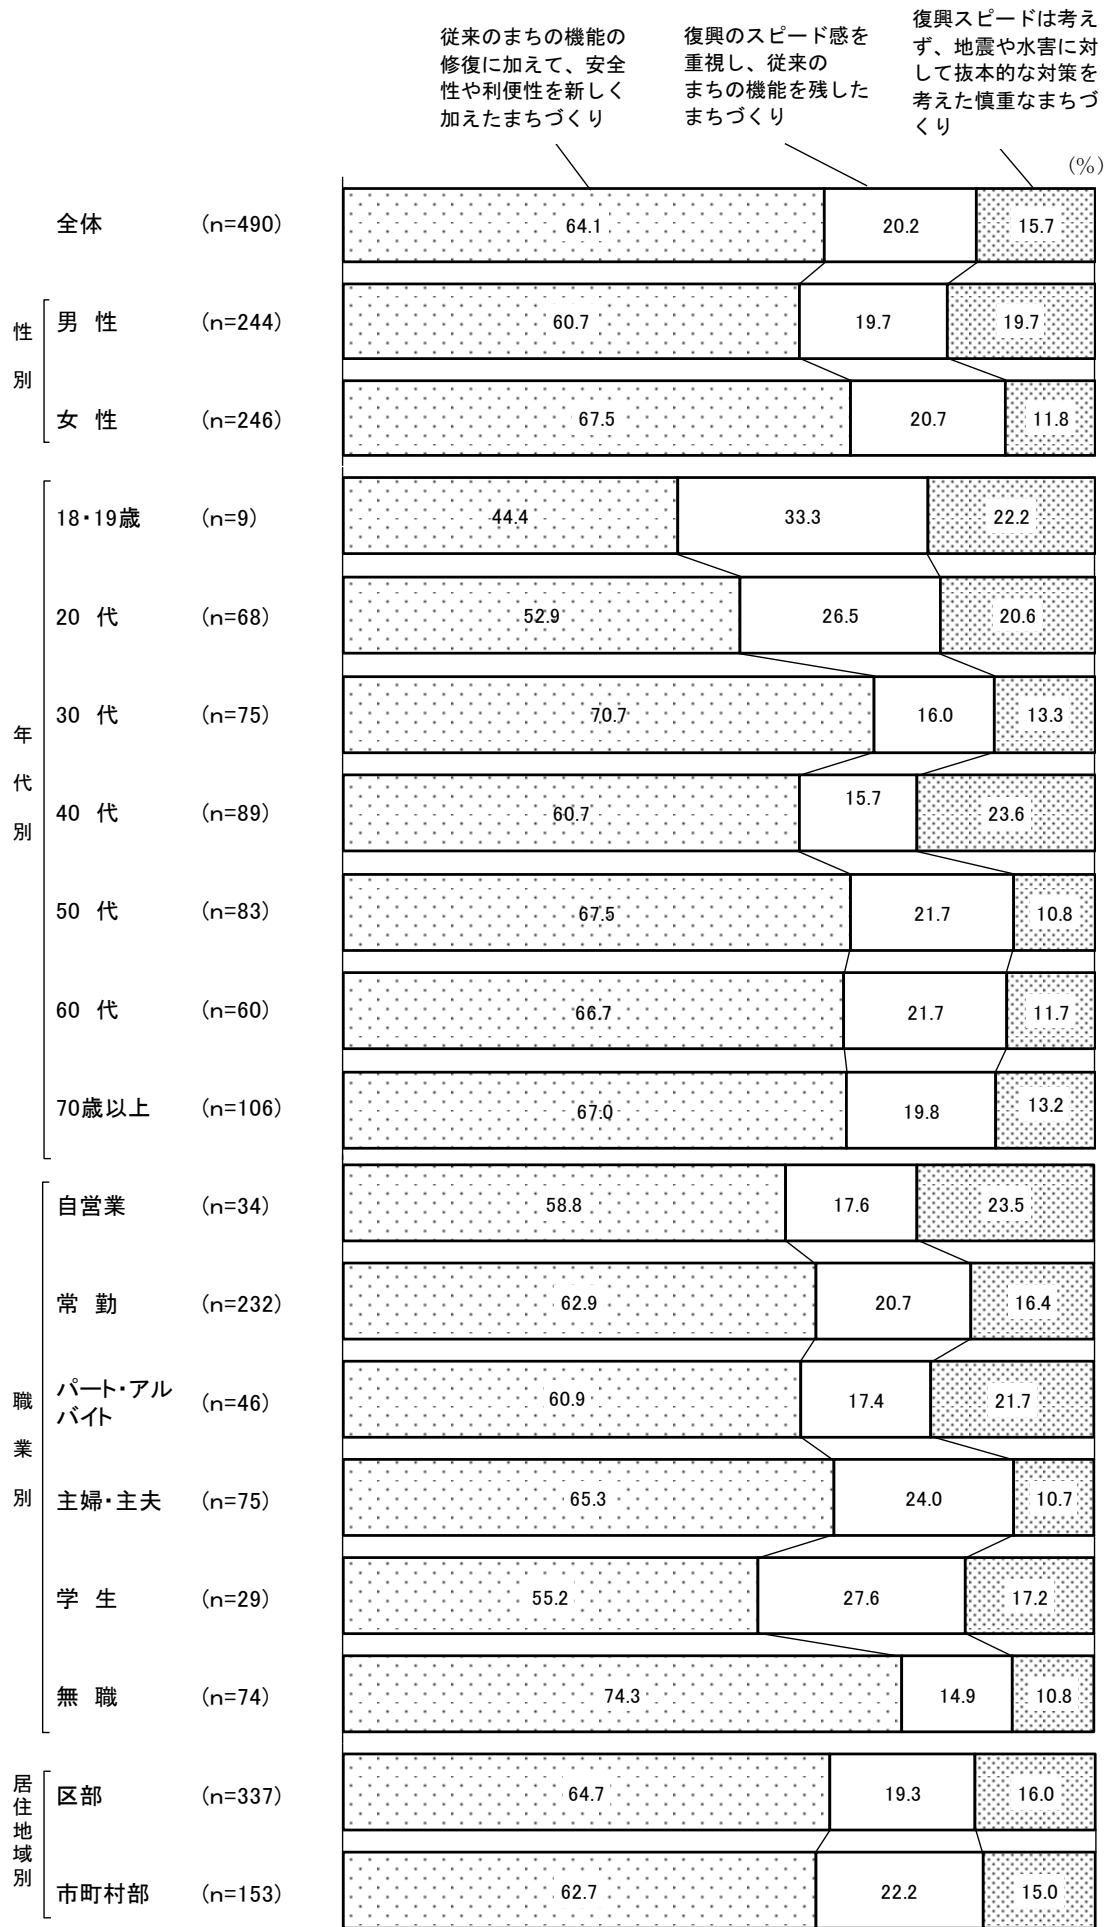 従来のまちの機能の
修復に加えて、安全
性や利便性を新しく
加えたまちづくり
復興のスピード感を
重視し、従来の
まちの機能を残した
まちづくり
復興スピードは考え
ず、地震や水害に対
して抜本的な対策を
考えた慎重なまちづ
くり
(%)
全体 (n=490) 64.1 20.2 15.7
性別
男 性 (n=244) 60.7 19.7 19.7
女 性 (n=246) 67.5 20.7 11.8
年代別
18・19歳 (n=9) 44.4 33.3 22.2
20 代 (n=68) 52.9 26.5 20.6
30 代 (n=75) 70.7 16.0 13.3
40 代 (n=89) 60.7 15.7 23.6
50 代 (n=83) 67.5 21.7 10.8
60 代 (n=60) 66.7 21.7 11.7
70歳以上 (n=106) 67.0 19.8 13.2
職業別
自営業 (n=34) 58.8 17.6 23.5
常 勤 (n=232) 62.9 20.7 16.4
パート・アル
バイト (n=46) 60.9 17.4 21.7
主婦・主夫 (n=75) 65.3 24.0 10.7
学 生 (n=29) 55.2 27.6 17.2
無 職 (n=74) 74.3 14.9 10.8
居住地域別
区部 (n=337) 64.7 19.3 16.0
市町村部 (n=153) 62.7 22.2 15.0